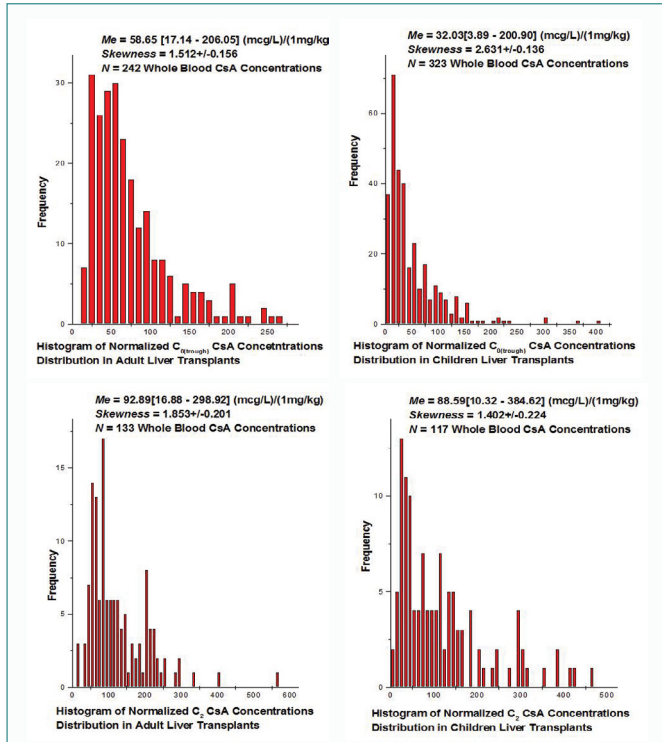 Me = 58.65 [17.14 - 206.05) (mcg/L)/(1mg/kg)
Skewness = 1.512+/-0.156
N = 242 Whole Blood CsA Concentrations
30
20
10
0
Frequency
0 50 100 150 200 250
Histogram of Normalized C0(trough) CsA Concetntrations
Distribution in Adult Liver Transplants
Me = 32.03[3.89 - 200.90) (mcg/L)/(1mg/kg)
Skewness = 2.631+/-0.136
N = 323 Whole Blood CsA Concentrations
60
40
20
0
Frequency
0 50 100 150 200 250 300 350 400
Histogram of Normalized C0(trough) CsA Concentrations
Distribution in Children Liver Transplants
Me = 92.89[16.88 - 298.92) (mcg/L)/(1mg/kg)
Skewness = 1.853+/-0.201
N = 133 Whole Blood CsA Concentrations
15
10
5
0
Frequency
0 100 200 300 400 500 600
Histogram of Normalized C2 CsA Concentrations
Distribution in Adult Liver Transplants
Me = 88.59[10.32 - 384.62] (mcg/L)/(1mg/kg)
Skewness = 1.402+/-0.224
N = 117 Whole Blood CsA Concentrations
10
5
0
Frequency
0 100 200 300 400 500
Histogram of Normalized C2 CsA Concentrations
Distribution in Children Liver Transplants